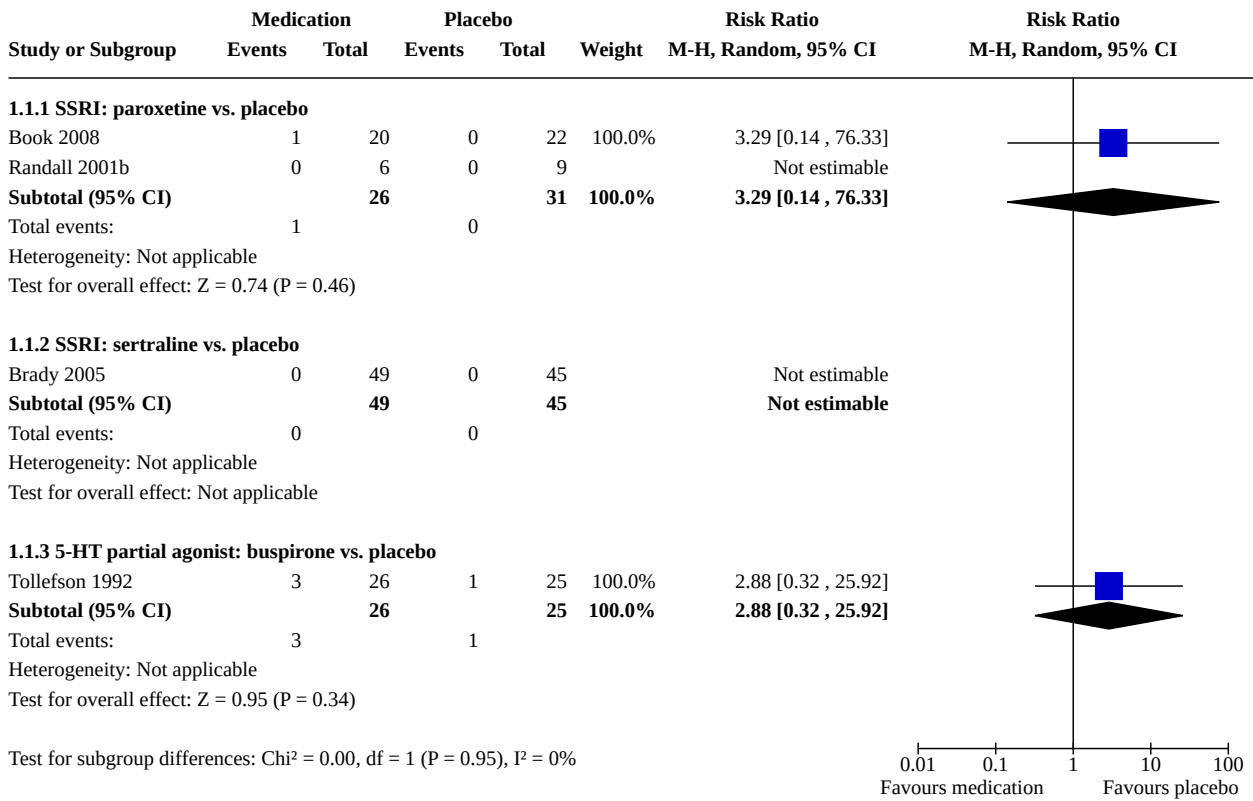 Medication Placebo Risk Ratio Risk Ratio
Study or Subgroup Events Total Events Total Weight M-H, Random, 95% CI M-H, Random, 95% CI
1.1.1 SSRI: paroxetine vs. placebo
Book 2008 1 20 0 22 100.0% 3.29 [0.14 , 76.33]
Randall 2001b 0 6 0 9 Not estimable
Subtotal (95% CI) 26 31 100.0% 3.29 [0.14 , 76.33]
Total events: 1 0
Heterogeneity: Not applicable
Test for overall effect: Z = 0.74 (P = 0.46)
1.1.2 SSRI: sertraline vs. placebo
Brady 2005 0 49 0 45 Not estimable
Subtotal (95% CI) 49 45 Not estimable
Total events: 0 0
Heterogeneity: Not applicable
Test for overall effect: Not applicable
1.1.3 5-HT partial agonist: buspirone vs. placebo
Tollefson 1992 3 26 1 25 100.0% 2.88 [0.32 , 25.92]
Subtotal (95% CI) 26 25 100.0% 2.88 [0.32 , 25.92]
Total events: 3 1
Heterogeneity: Not applicable
Test for overall effect: Z = 0.95 (P = 0.34)
Test for subgroup differences: Chi² = 0.00, df = 1 (P = 0.95), I² = 0%
0.01 0.1 1 10 100
Favours medication Favours placebo